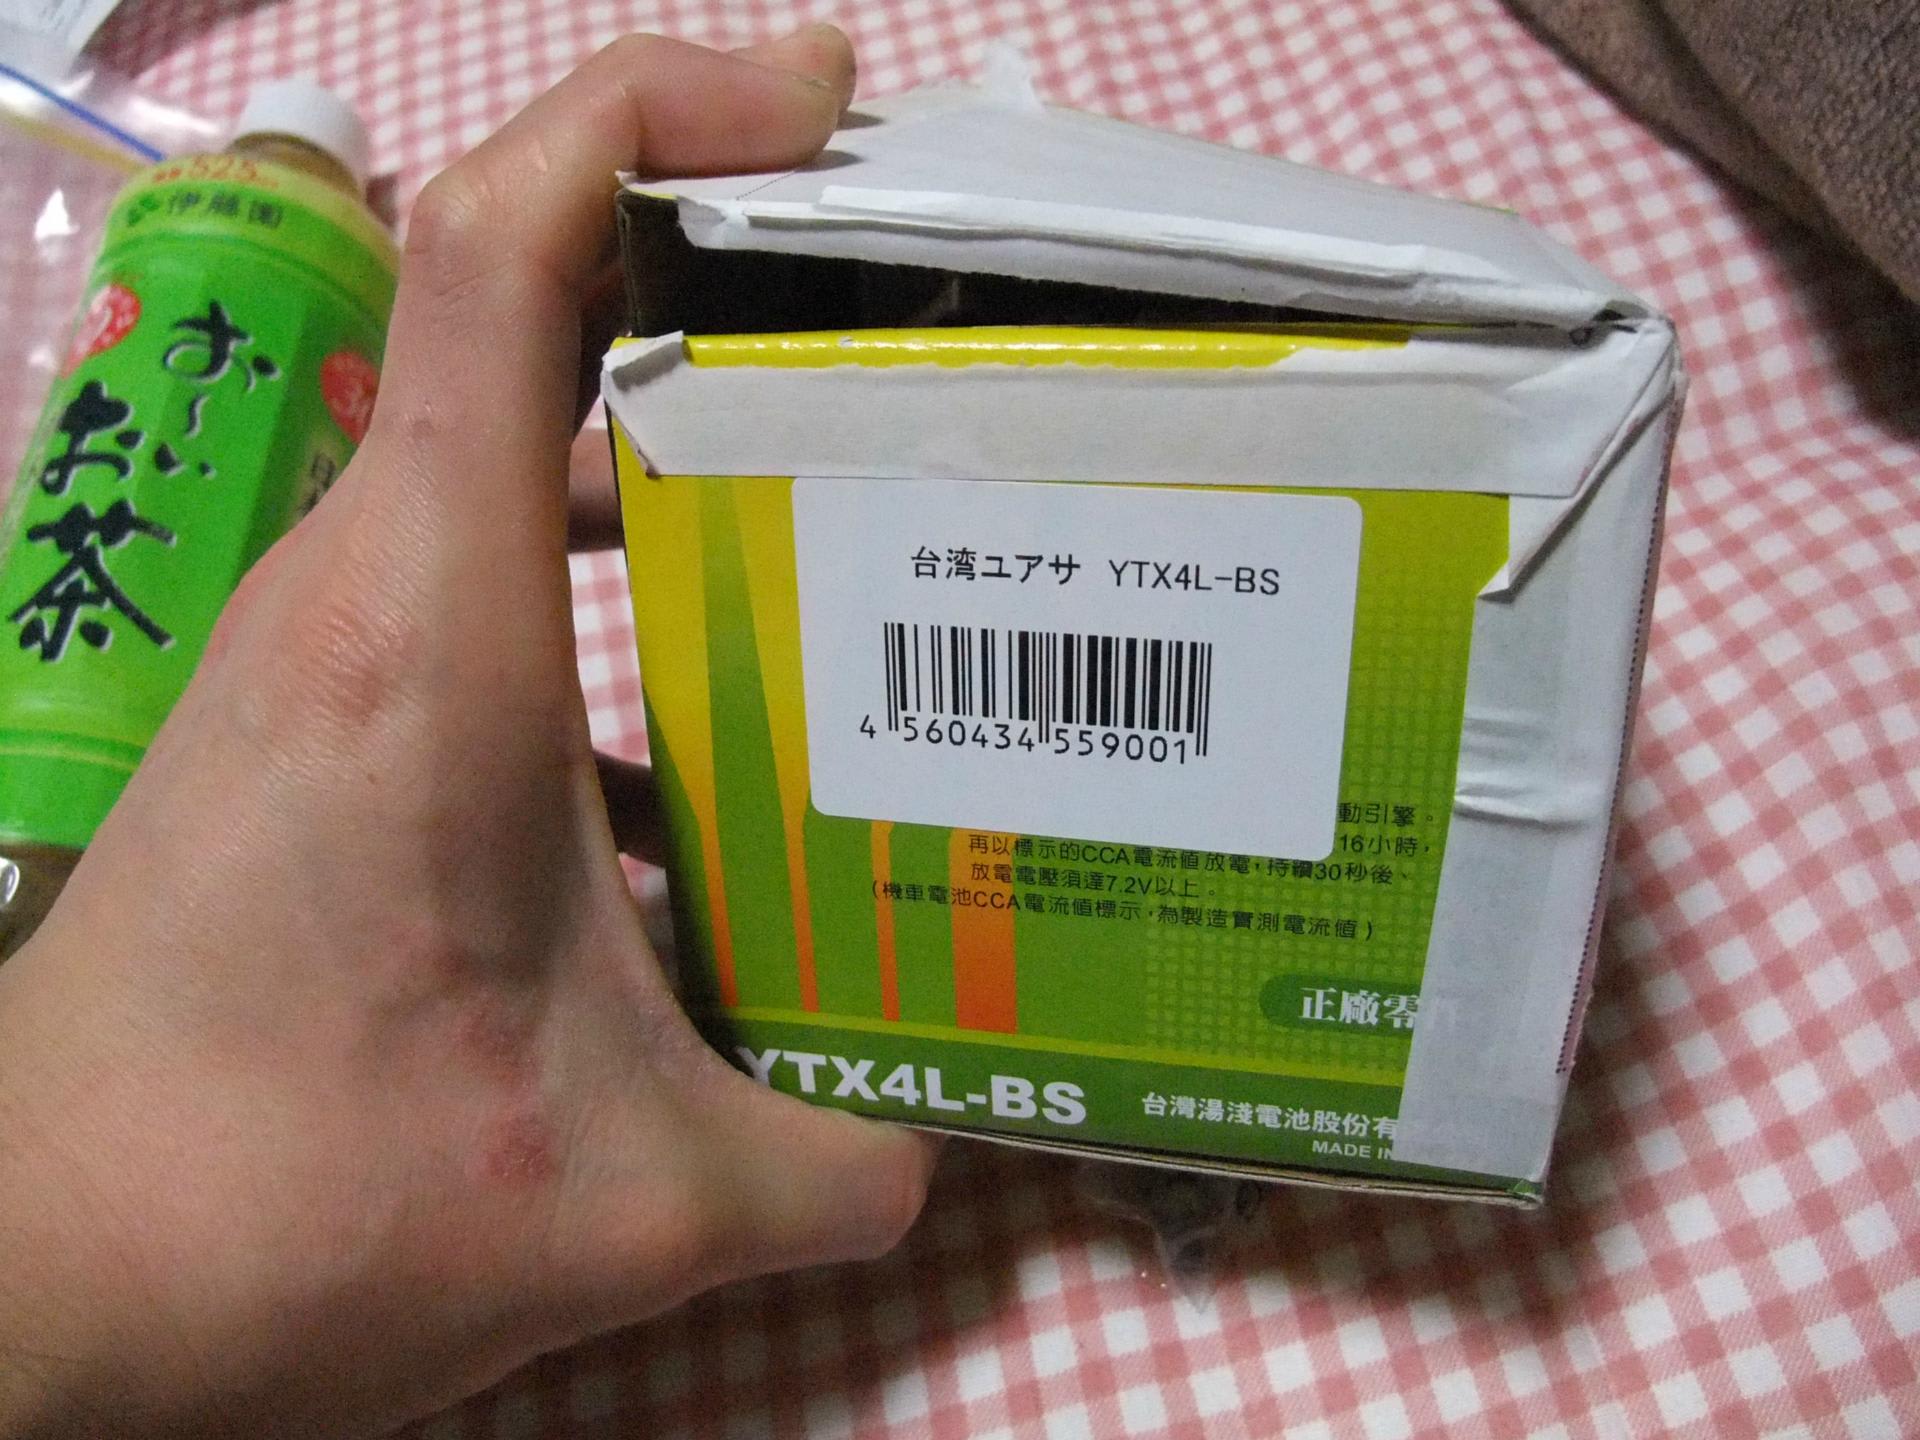 525
伊藤園
お～い
お茶
台湾ユアサ YTX4L-BS
4 560434 559001
動引擎。
16小時，
再以標示的CCA電流值放電，持續30秒後、
放電電壓須達7.2V以上。
（機車電池CCA電流值標示，為製造實測電流值）
正廠零
YTX4L-BS
台灣湯淺電池股份有
MADE IN